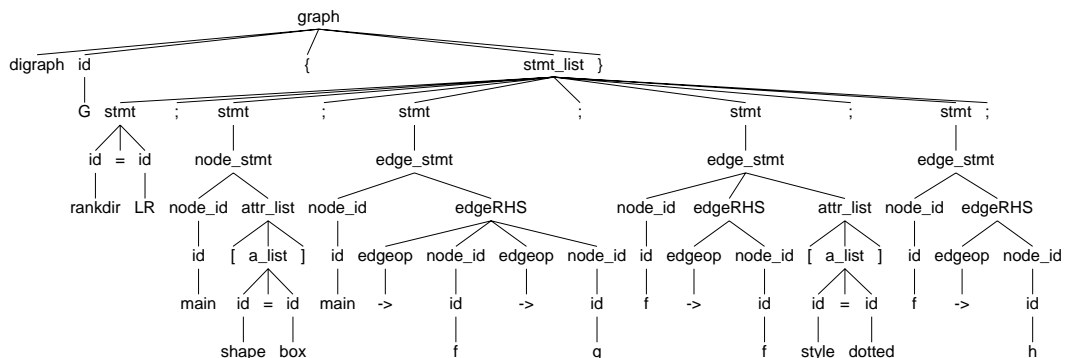 graph
digraph id { stmt_list }
G stmt ; stmt ; stmt ; stmt ; stmt ;
id = id node_stmt edge_stmt edge_stmt edge_stmt
rankdir LR node_id attr_list node_id edgeRHS node_id edgeRHS attr_list node_id edgeRHS
id [ a_list ] id edgeop node_id edgeop node_id id edgeop node_id [ a_list ] id edgeop node_id
main id = id main -> id -> id f -> id id = id f -> id
shape box f g f style dotted h